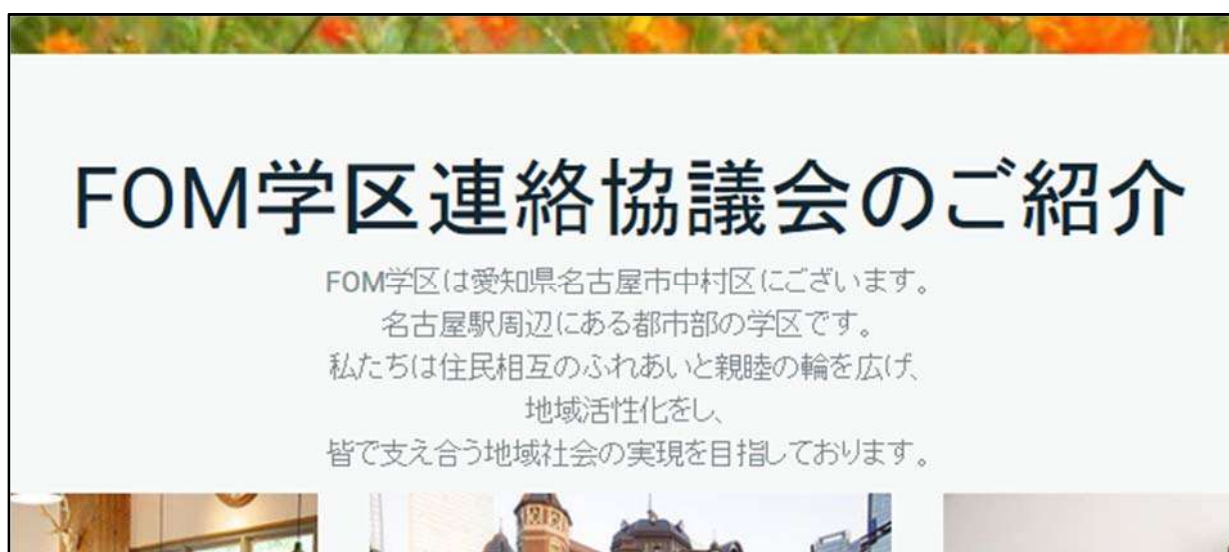 FOM学区連絡協議会のご紹介
FOM学区は愛知県名古屋市中村区にございます。
名古屋駅周辺にある都市部の学区です。
私たちは住民相互のふれあいと親睦の輪を広げ、
地域活性化をし、
皆で支え合う地域社会の実現を目指しております。